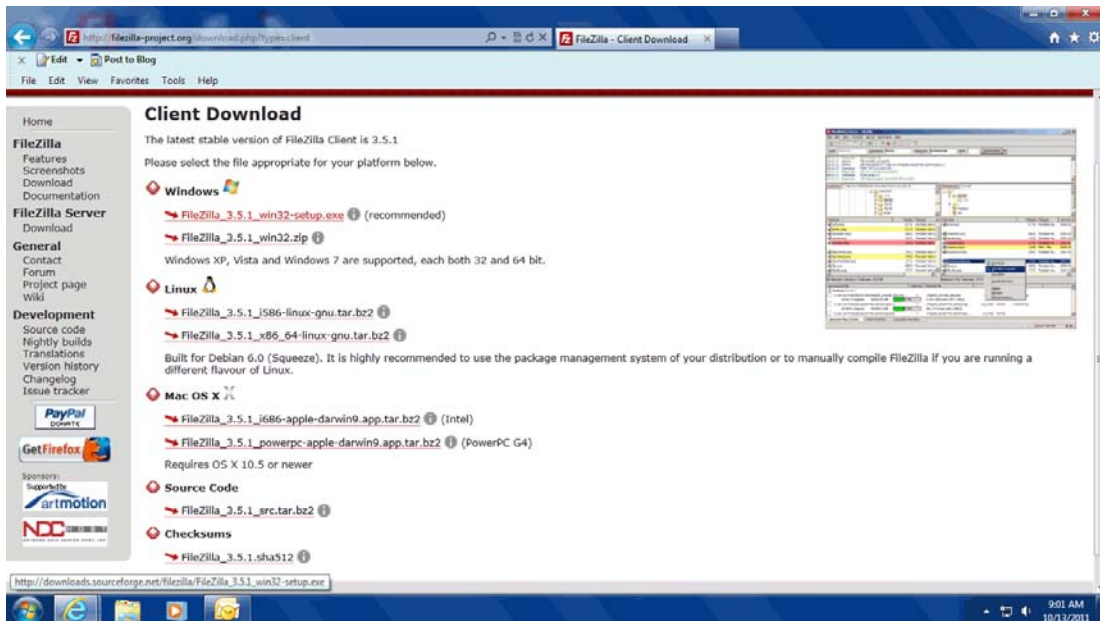 http://filezilla-project.org/download.php?type=client
FileZilla - Client Download
X Edit Post to Blog
File Edit View Favorites Tools Help
Client Download
The latest stable version of FileZilla Client is 3.5.1
Please select the file appropriate for your platform below.
Windows
FileZilla_3.5.1_win32-setup.exe (recommended)
FileZilla_3.5.1_win32.zip
Windows XP, Vista and Windows 7 are supported, each both 32 and 64 bit.
Linux
FileZilla_3.5.1_i586-linux-gnu.tar.bz2
FileZilla_3.5.1_x86_64-linux-gnu.tar.bz2
Built for Debian 6.0 (Squeeze). It is highly recommended to use the package management system of your distribution or to manually compile FileZilla if you are running a
different flavour of Linux.
Mac OS X
FileZilla_3.5.1_i686-apple-darwin9.app.tar.bz2 (Intel)
FileZilla_3.5.1_powerpc-apple-darwin9.app.tar.bz2 (PowerPC G4)
Requires OS X 10.5 or newer
Source Code
FileZilla_3.5.1_src.tar.bz2
Checksums
FileZilla_3.5.1.sha512
Home
FileZilla
Features
Screenshots
Download
Documentation
FileZilla Server
Download
General
Contact
Forum
Project page
Wiki
Development
Source code
Nightly builds
Translations
Version history
Changelog
Issue tracker
PayPal
DONATE
GetFirefox
Sponsors:
Supported by
artmotion
NDC HOST
http://downloads.sourceforge.net/filezilla/FileZilla_3.5.1_win32-setup.exe
9:01 AM
10/13/2011